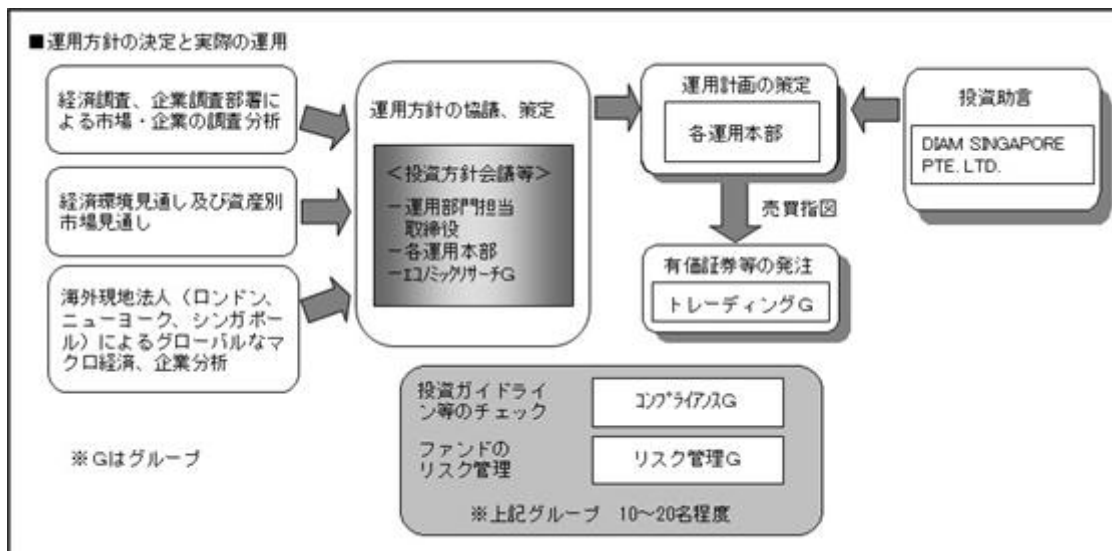 ■運用方針の決定と実際の運用
経済調査、企業調査部署に
よる市場・企業の調査分析
経済環境見通し及び資産別
市場見通し
海外現地法人（ロンドン、
ニューヨーク、シンガポー
ル）によるグローバルなマ
クロ経済、企業分析
※Gはグループ
運用方針の協議、策定
＜投資方針会議等＞
－運用部門担当
取締役
－各運用本部
－ｴｺﾉﾐｯｸﾘｻｰﾁG
運用計画の策定
各運用本部
売買指図
有価証券等の発注
トレーディングG
投資助言
DIAM SINGAPORE
PTE. LTD.
投資ガイドライ
ン等のチェック
ｺﾝﾌﾟﾗｲｱﾝｽG
ファンドの
リスク管理
リスク管理G
※上記グループ　10～20名程度